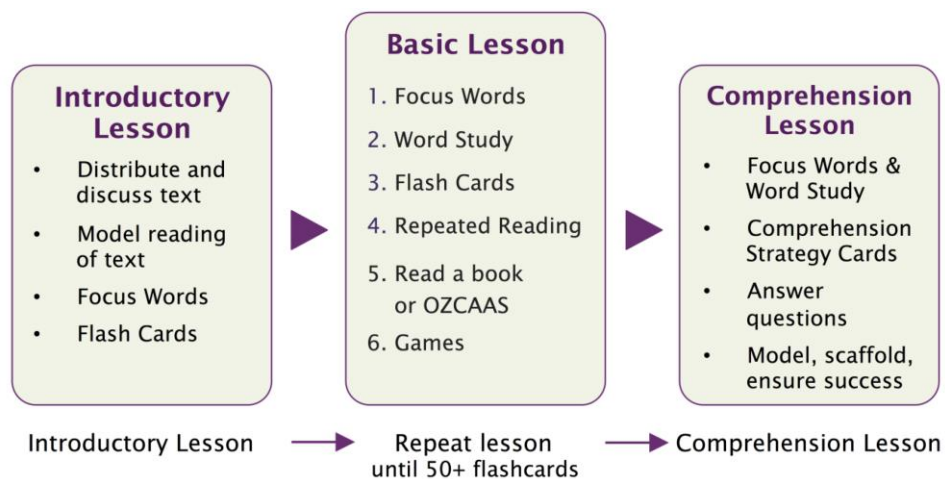 Introductory
Lesson
• Distribute and
discuss text
• Model reading
of text
• Focus Words
• Flash Cards
Basic Lesson
1. Focus Words
2. Word Study
3. Flash Cards
4. Repeated Reading
5. Read a book
or OZCAAS
6. Games
Comprehension
Lesson
• Focus Words &
Word Study
• Comprehension
Strategy Cards
• Answer
questions
• Model, scaffold,
ensure success
Introductory Lesson
Repeat lesson
until 50+ flashcards
Comprehension Lesson